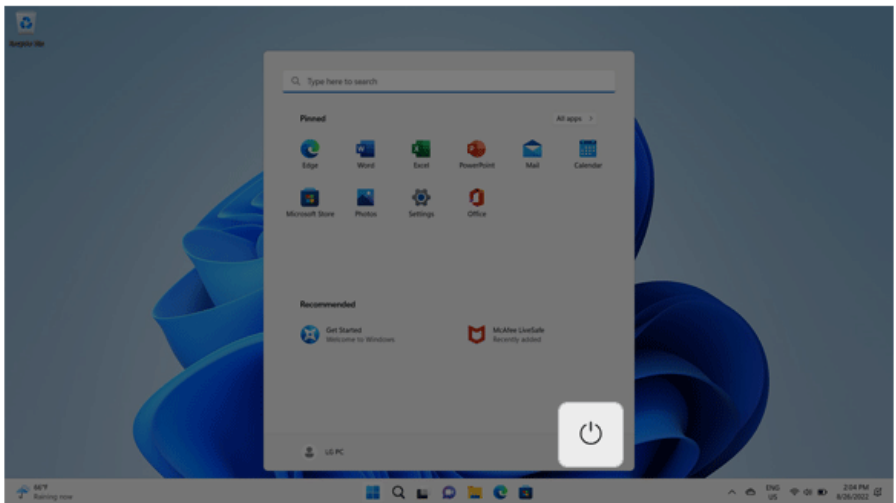 Recycle Bin
Type here to search
Pinned
All apps >
Edge
Word
Excel
PowerPoint
Mail
Calendar
Microsoft Store
Photos
Settings
Office
Recommended
Get Started
Welcome to Windows
McAfee LiveSafe
Recently added
LG PC
66°F
Raining now
ENG
US
2:04 PM
8/26/2022